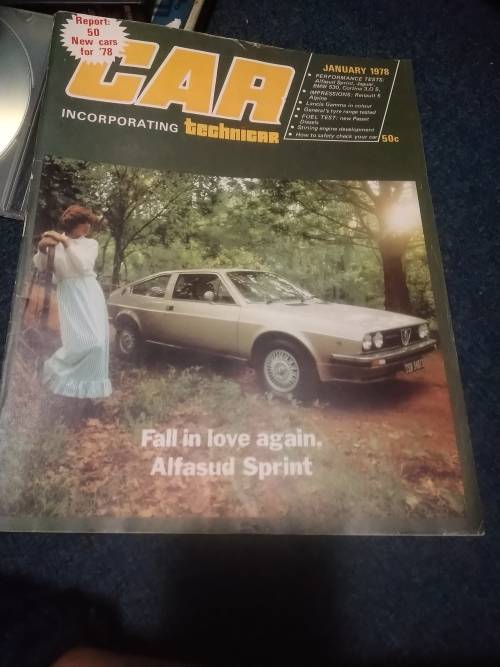 Report:
50
New cars
for '78
CAR
INCORPORATING technicar
JANUARY 1978
• PERFORMANCE TESTS:
Alfasud Sprint, Jaguar,
BMW 530, Cortina 3,0 S,
• IMPRESSIONS: Renault 5
Alpine
• Lancia Gamma in colour
• General's tyre range tested
• FUEL TEST: new Passat
Diesels
• Stirling engine development
• How to safety check your car
50c
Fall in love again.
Alfasud Sprint